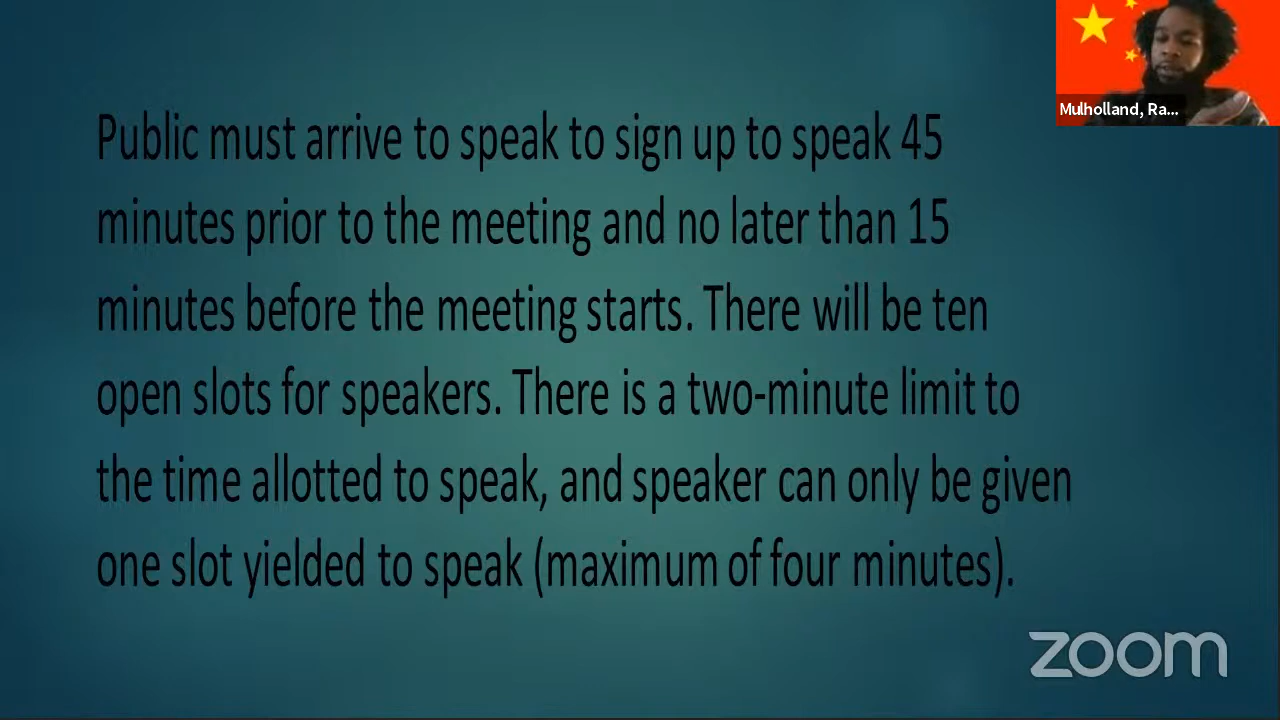 Mulholland, Ra...
Public must arrive to speak to sign up to speak 45
minutes prior to the meeting and no later than 15
minutes before the meeting starts. There will be ten
open slots for speakers. There is a two-minute limit to
the time allotted to speak, and speaker can only be given
one slot yielded to speak (maximum of four minutes).
zoom